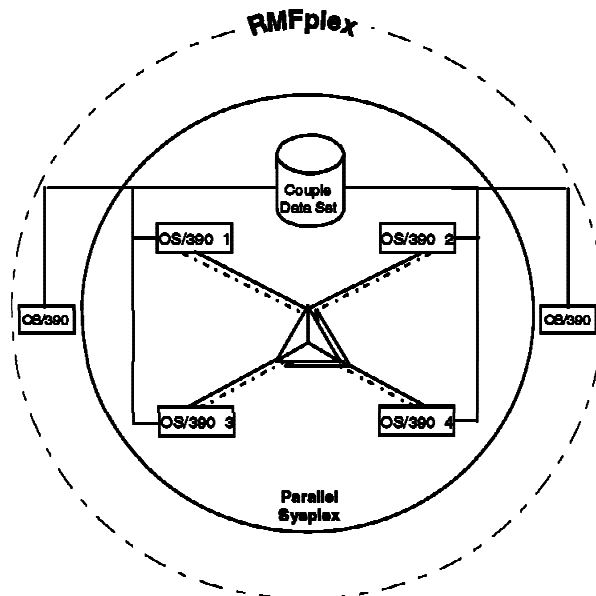 RMFplex
Couple
Data Set
OS/390 1
OS/390 2
OS/390
OS/390
OS/390 3
OS/390 4
Parallel
Sysplex